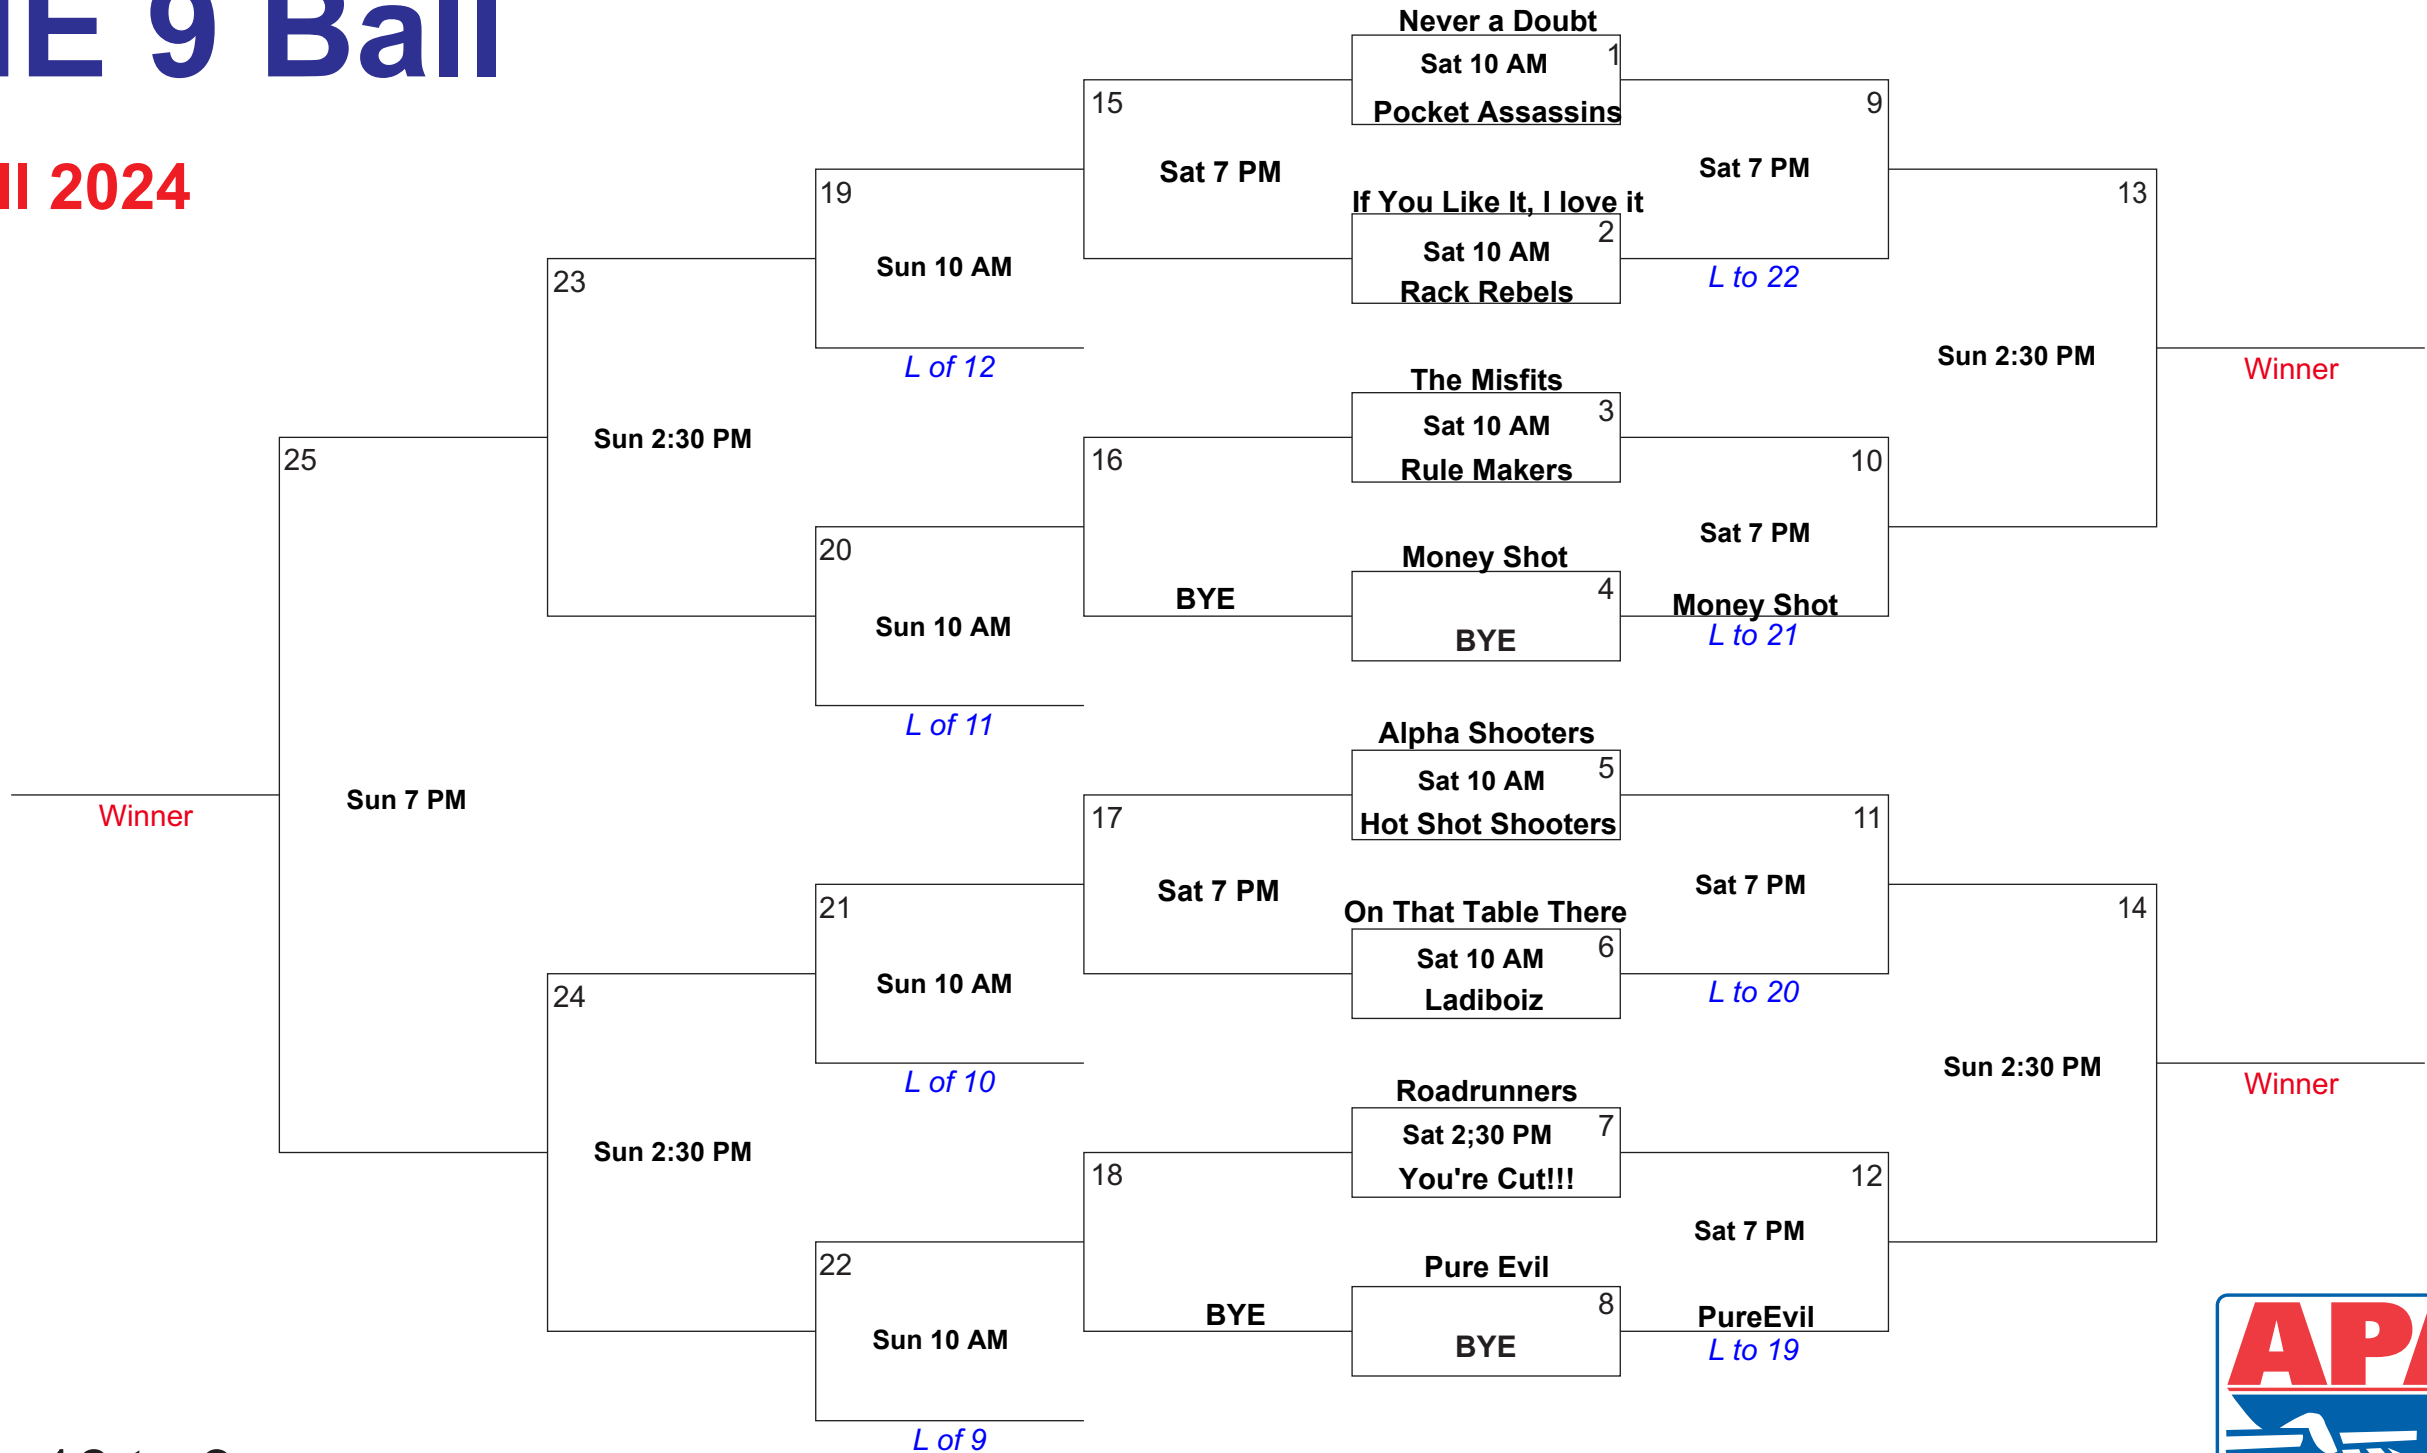 9 Ball
2024
Never a Doubt
1
Sat 10 AM
Pocket Assassins
15
9
Sat 7 PM
Sat 7 PM
19
If You Like It, I love it
13
2
Sat 10 AM
Sun 10 AM
23
L to 22
Rack Rebels
L of 12
Sun 2:30 PM
Winner
The Misfits
3
Sat 10 AM
Sun 2:30 PM
25
16
10
Rule Makers
20
Sat 7 PM
Money Shot
4
BYE
Money Shot
Sun 10 AM
BYE
L to 21
L of 11
Alpha Shooters
5
Sat 10 AM
Sun 7 PM
Winner
17
11
Hot Shot Shooters
Sat 7 PM
Sat 7 PM
21
On That Table There
14
6
Sat 10 AM
Sun 10 AM
24
L to 20
Ladiboiz
L of 10
Sun 2:30 PM
Winner
Roadrunners
7
Sat 2;30 PM
Sun 2:30 PM
18
12
You're Cut!!!
Sat 7 PM
22
Pure Evil
8
BYE
PureEvil
Sun 10 AM
BYE
L to 19
L of 9